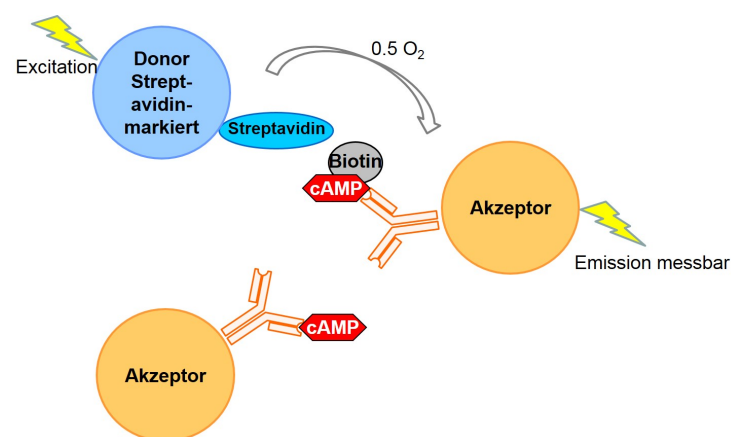 Excitation
Donor
Strept-
avidin-
markiert
0.5 O₂
Streptavidin
Biotin
cAMP
Akzeptor
Emission messbar
cAMP
Akzeptor